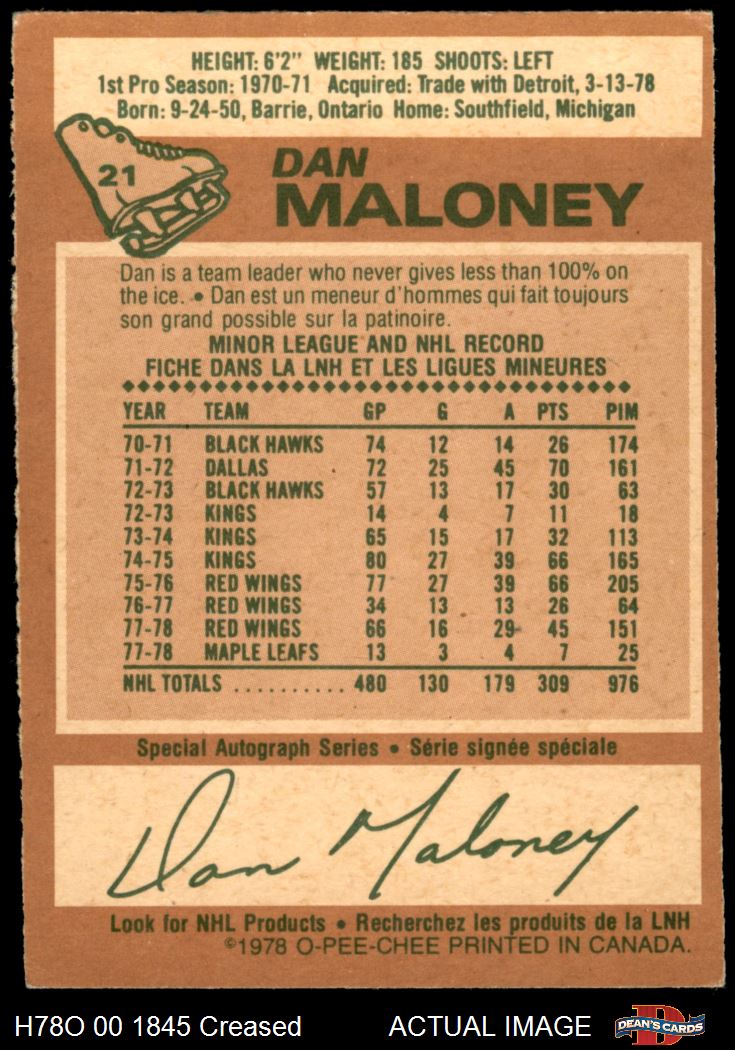 HEIGHT: 6'2" WEIGHT: 185 SHOOTS: LEFT
1st Pro Season: 1970-71 Acquired: Trade with Detroit, 3-13-78
Born: 9-24-50, Barrie, Ontario Home: Southfield, Michigan
21
DAN
MALONEY
Dan is a team leader who never gives less than 100% on
the ice. • Dan est un meneur d'hommes qui fait toujours
son grand possible sur la patinoire.
MINOR LEAGUE AND NHL RECORD
FICHE DANS LA LNH ET LES LIGUES MINEURES
YEAR TEAM GP G A PTS PIM
70-71 BLACK HAWKS 74 12 14 26 174
71-72 DALLAS 72 25 45 70 161
72-73 BLACK HAWKS 57 13 17 30 63
72-73 KINGS 14 4 7 11 18
73-74 KINGS 65 15 17 32 113
74-75 KINGS 80 27 39 66 165
75-76 RED WINGS 77 27 39 66 205
76-77 RED WINGS 34 13 13 26 64
77-78 RED WINGS 66 16 29 45 151
77-78 MAPLE LEAFS 13 3 4 7 25
NHL TOTALS .......... 480 130 179 309 976
Special Autograph Series • Série signée spéciale
Dan Maloney
Look for NHL Products • Recherchez les produits de la LNH
©1978 O-PEE-CHEE PRINTED IN CANADA.
H78O 00 1845 Creased ACTUAL IMAGE DEAN'S CARDS